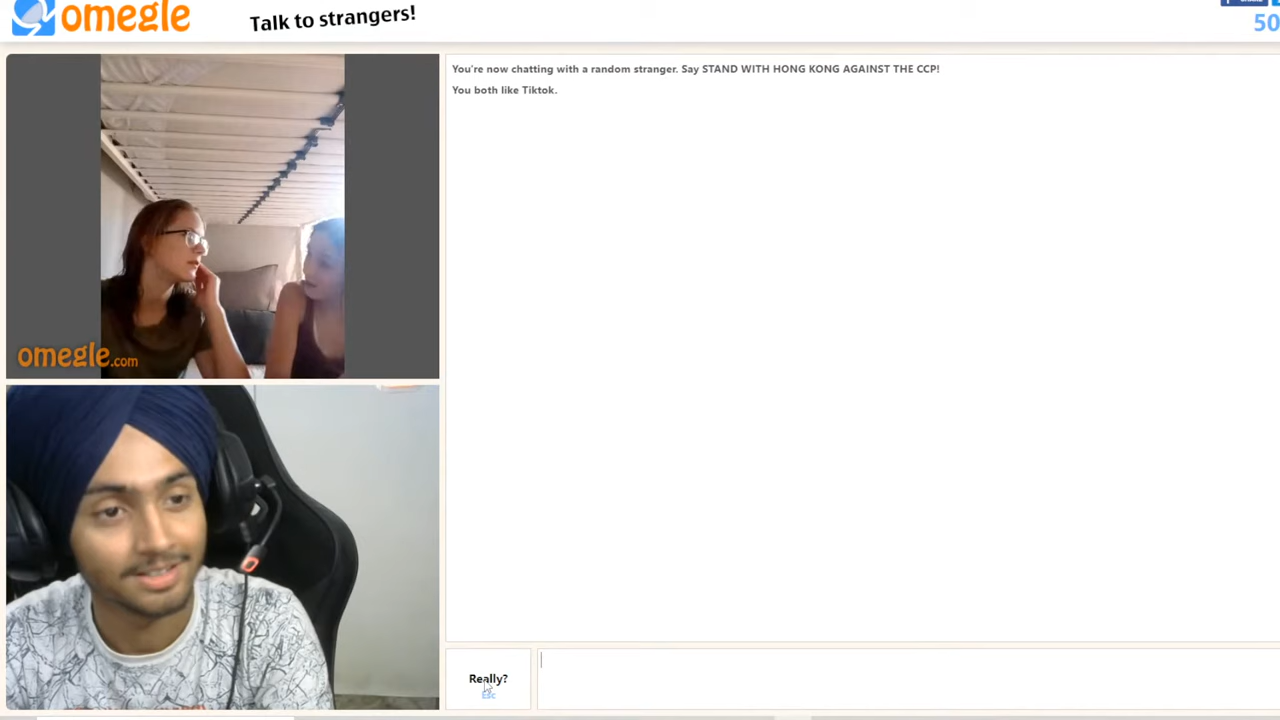 omegle
Talk to strangers!
50
You're now chatting with a random stranger. Say STAND WITH HONG KONG AGAINST THE CCP!
You both like Tiktok.
omegle.com
Really?
ESC